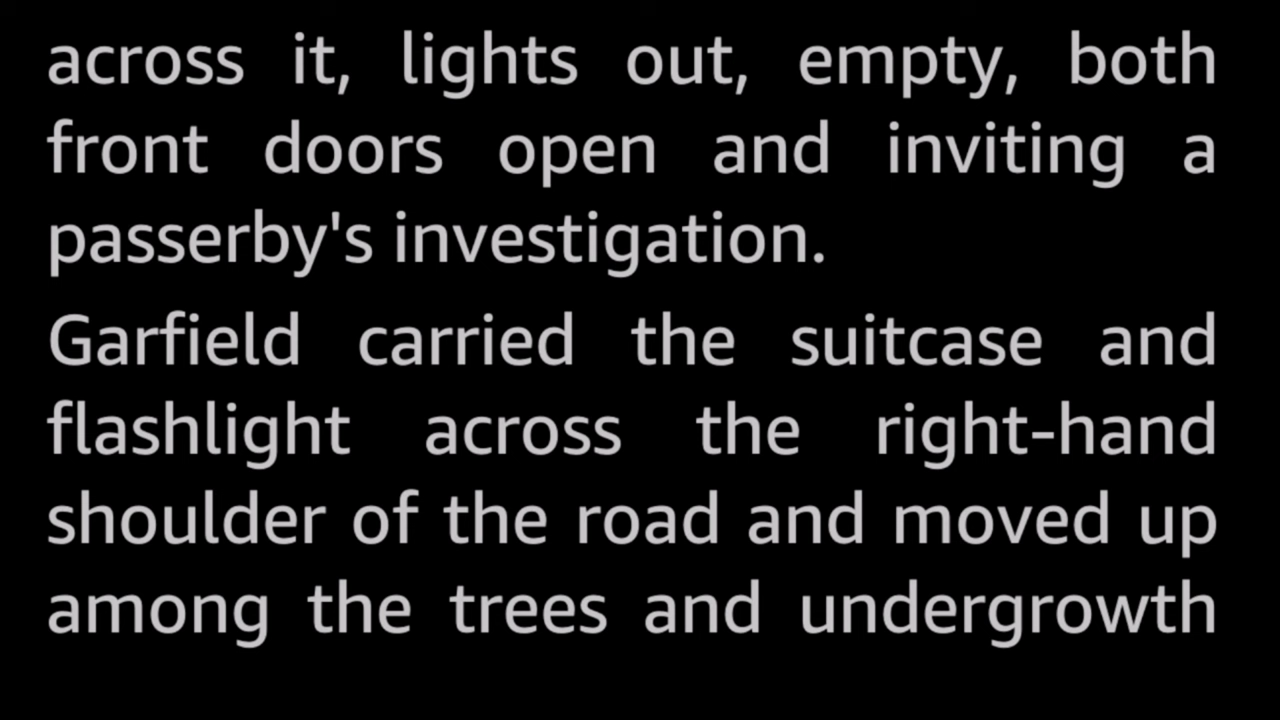 across it, lights out, empty, both
front doors open and inviting a
passerby's investigation.
Garfield carried the suitcase and
flashlight across the right-hand
shoulder of the road and moved up
among the trees and undergrowth